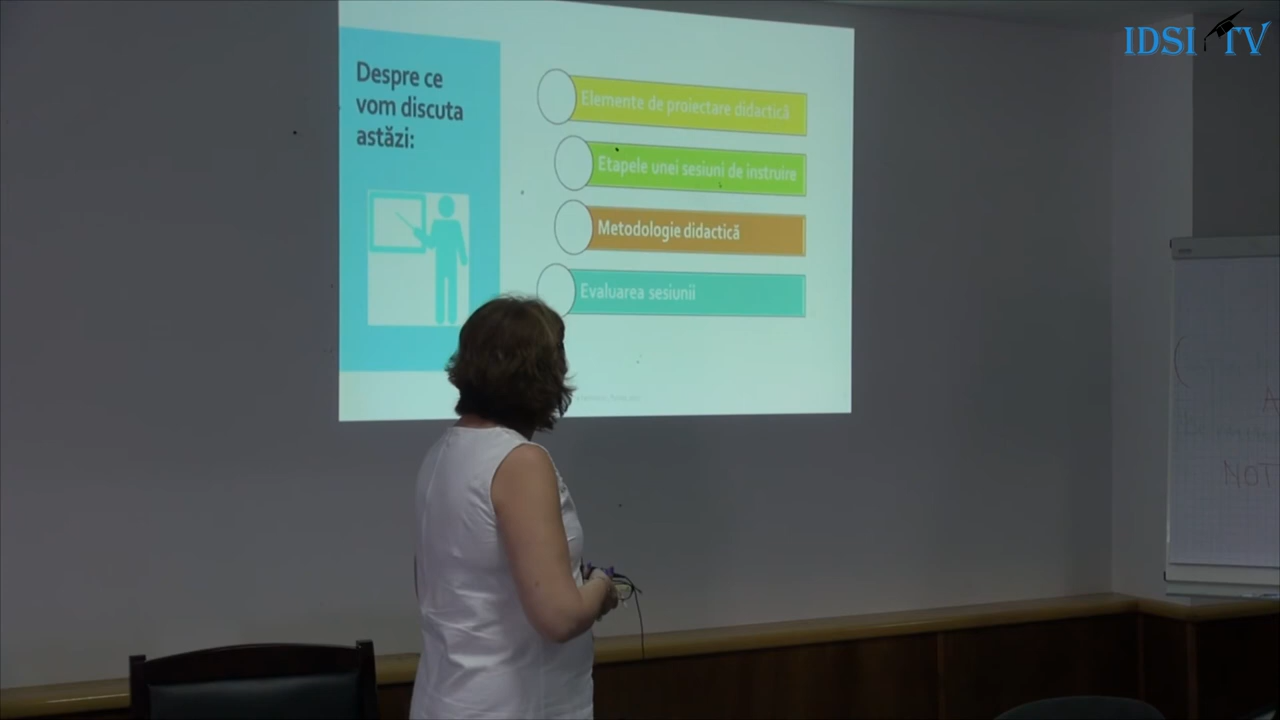 IDSI TV
Despre ce
vom discuta
astăzi:
Elemente de proiectare didactică
Etapele unei sesiuni de instruire
Metodologie didactică
Evaluarea sesiunii
NOT